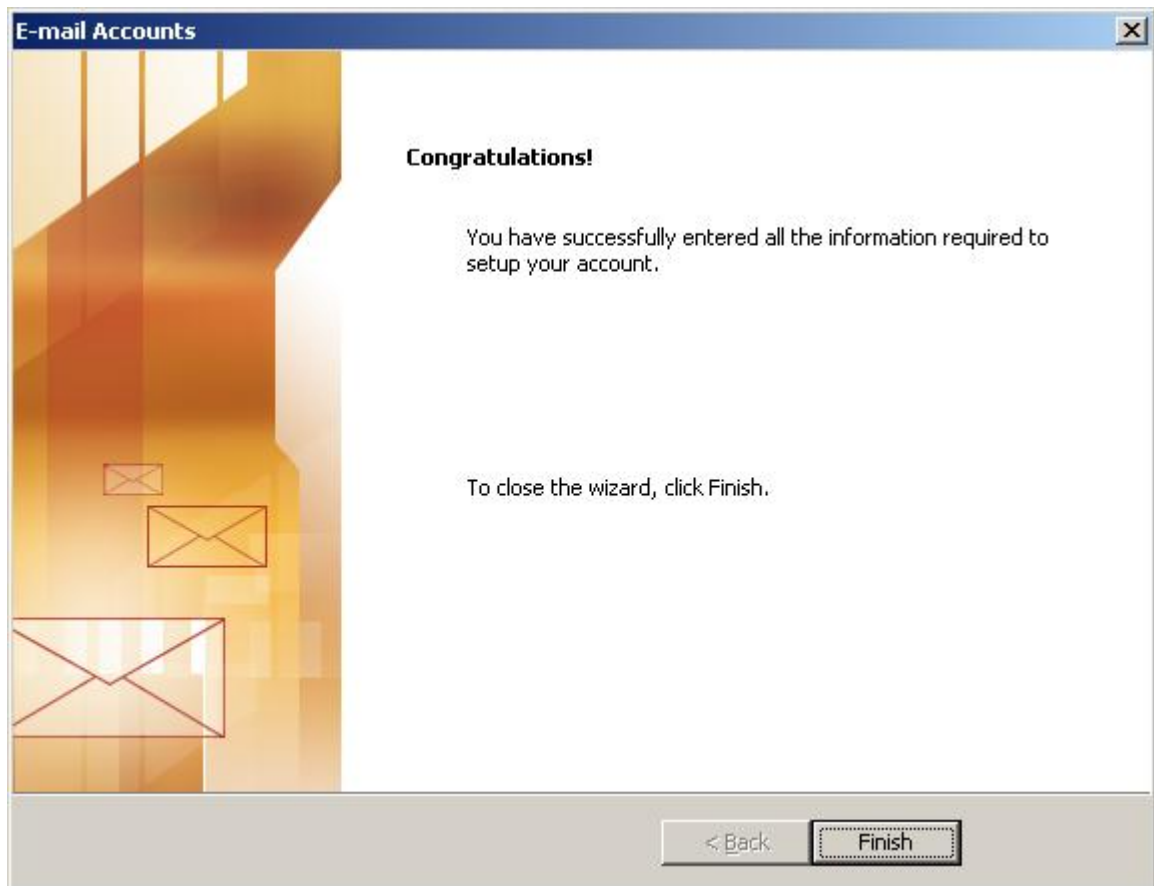 E-mail Accounts
Congratulations!
You have successfully entered all the information required to
setup your account.
To close the wizard, click Finish.
< Back
Finish